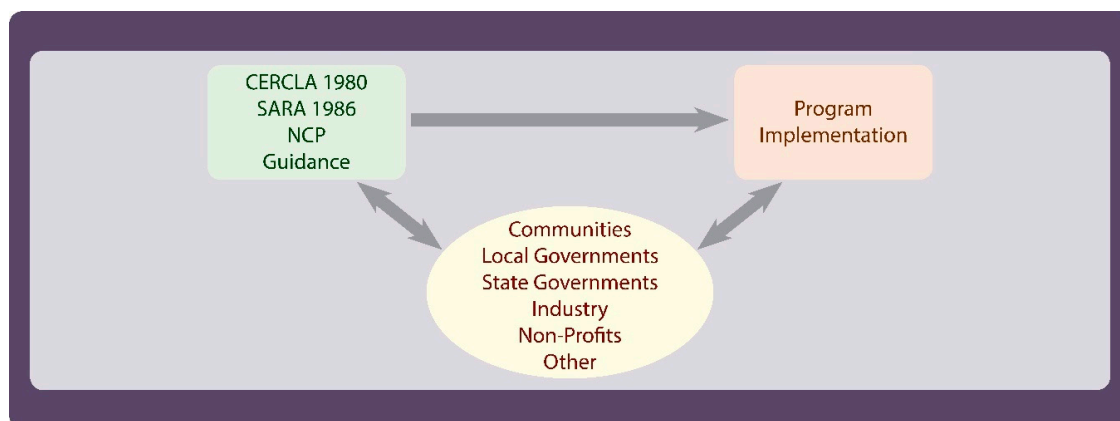 CERCLA 1980
SARA 1986
NCP
Guidance
Program
Implementation
Communities
Local Governments
State Governments
Industry
Non-Profits
Other